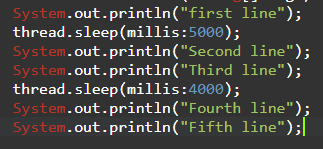 System.out.println("first line");
thread.sleep(millis:5000);
System.out.println("Second line");
System.out.println("Third line");
thread.sleep(millis:4000);
System.out.println("Fourth line");
System.out.println("Fifth line");